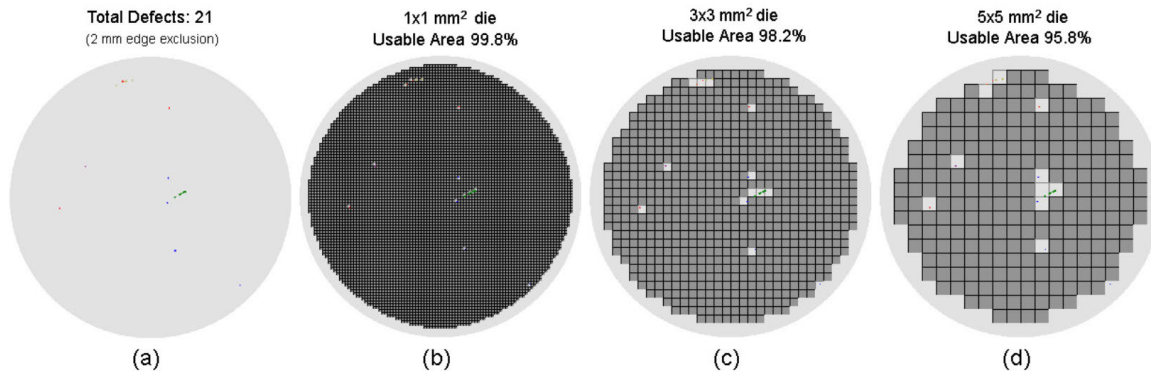 Total Defects: 21
(2 mm edge exclusion)
1x1 mm² die
Usable Area 99.8%
3x3 mm² die
Usable Area 98.2%
5x5 mm² die
Usable Area 95.8%
(a)
(b)
(c)
(d)